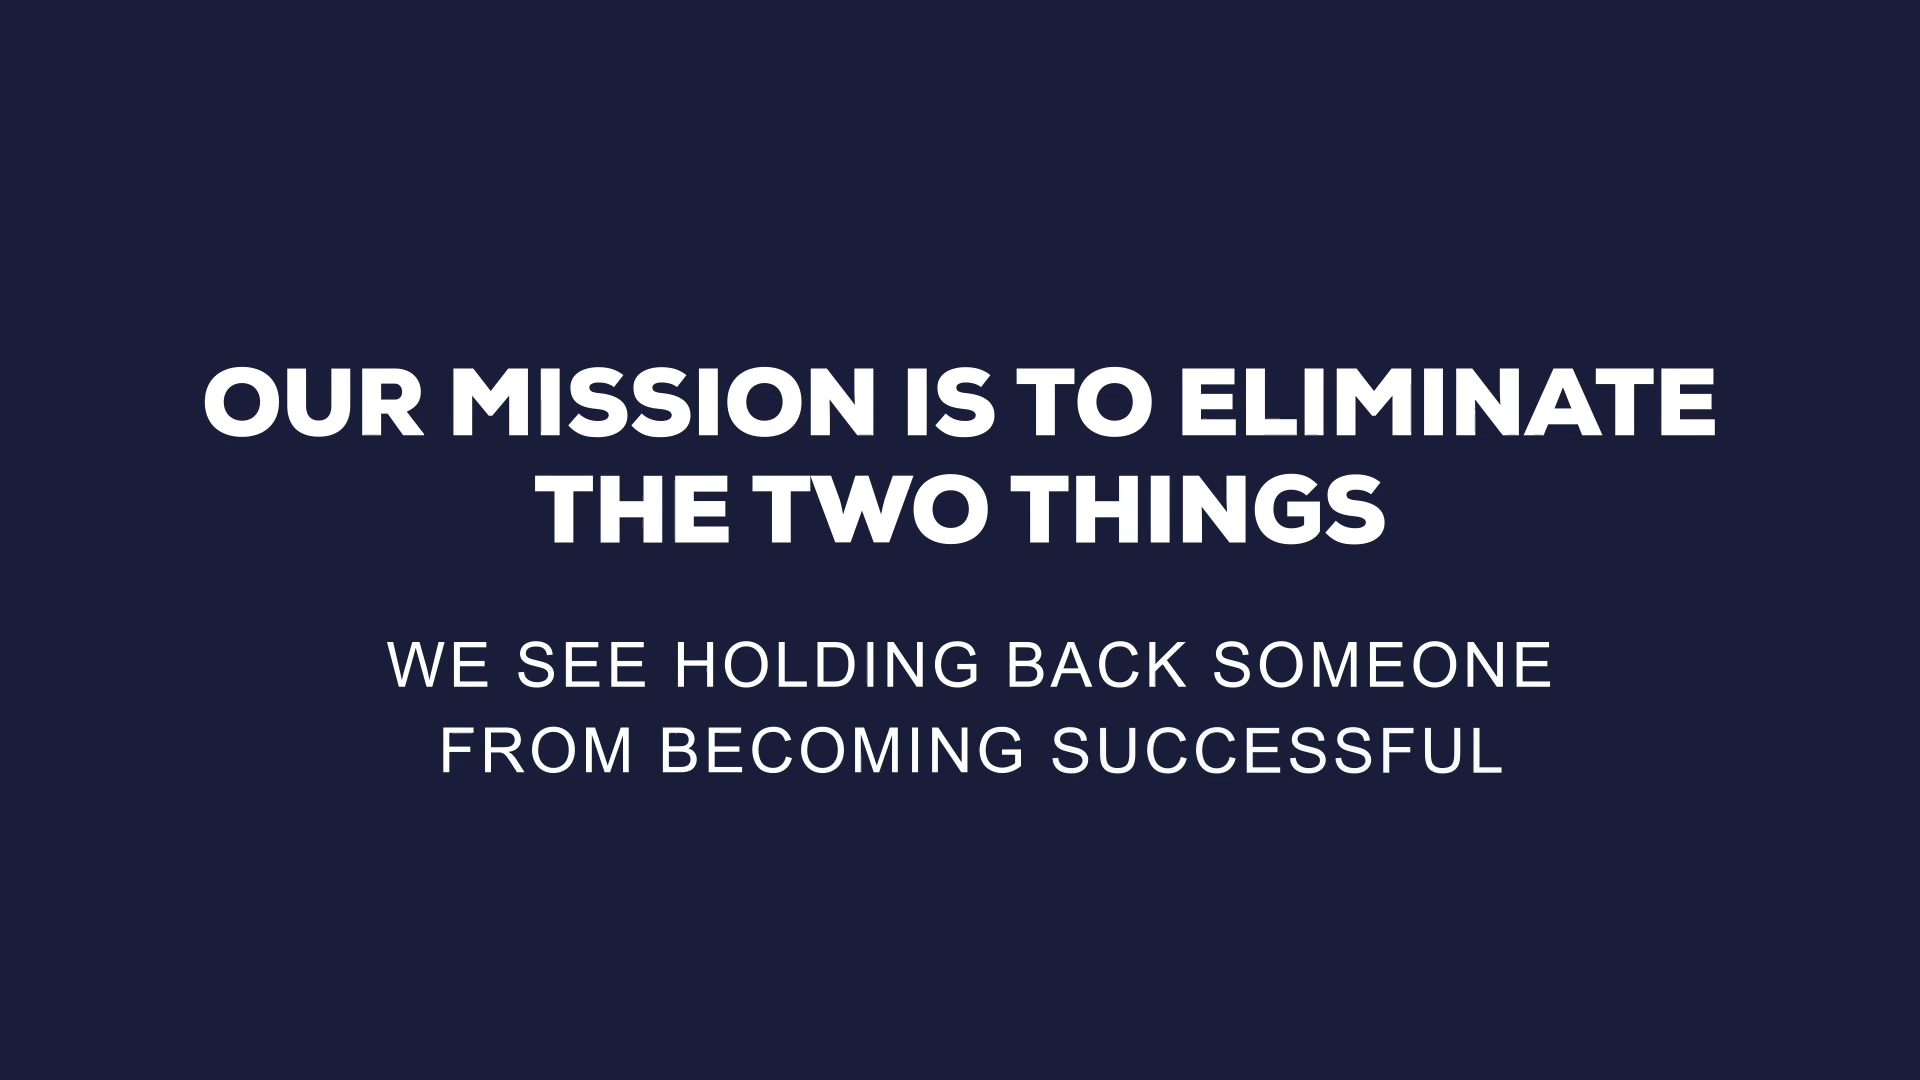 OUR MISSION IS TO ELIMINATE
THE TWO THINGS
WE SEE HOLDING BACK SOMEONE
FROM BECOMING SUCCESSFUL